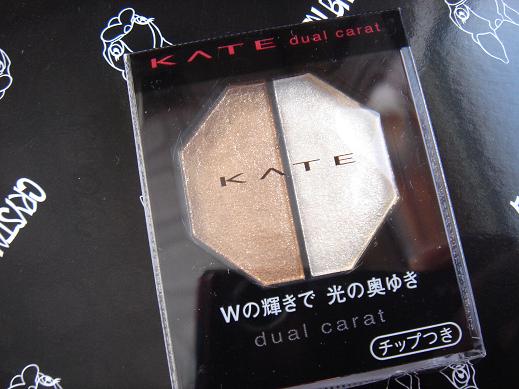 KATE dual carat
KATE
Wの輝きで 光の奥ゆき
dual carat
チップつき
CRYSTA